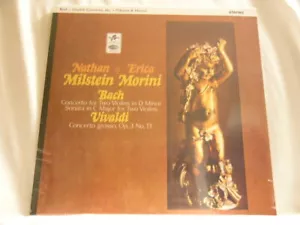 Nathan Erica
Milstein Morini
Bach
Concerto for Two Violins in D Minor
Sonata in C Major for Two Violins
Vivaldi
Concerto grosso, Op. 3 No. 11